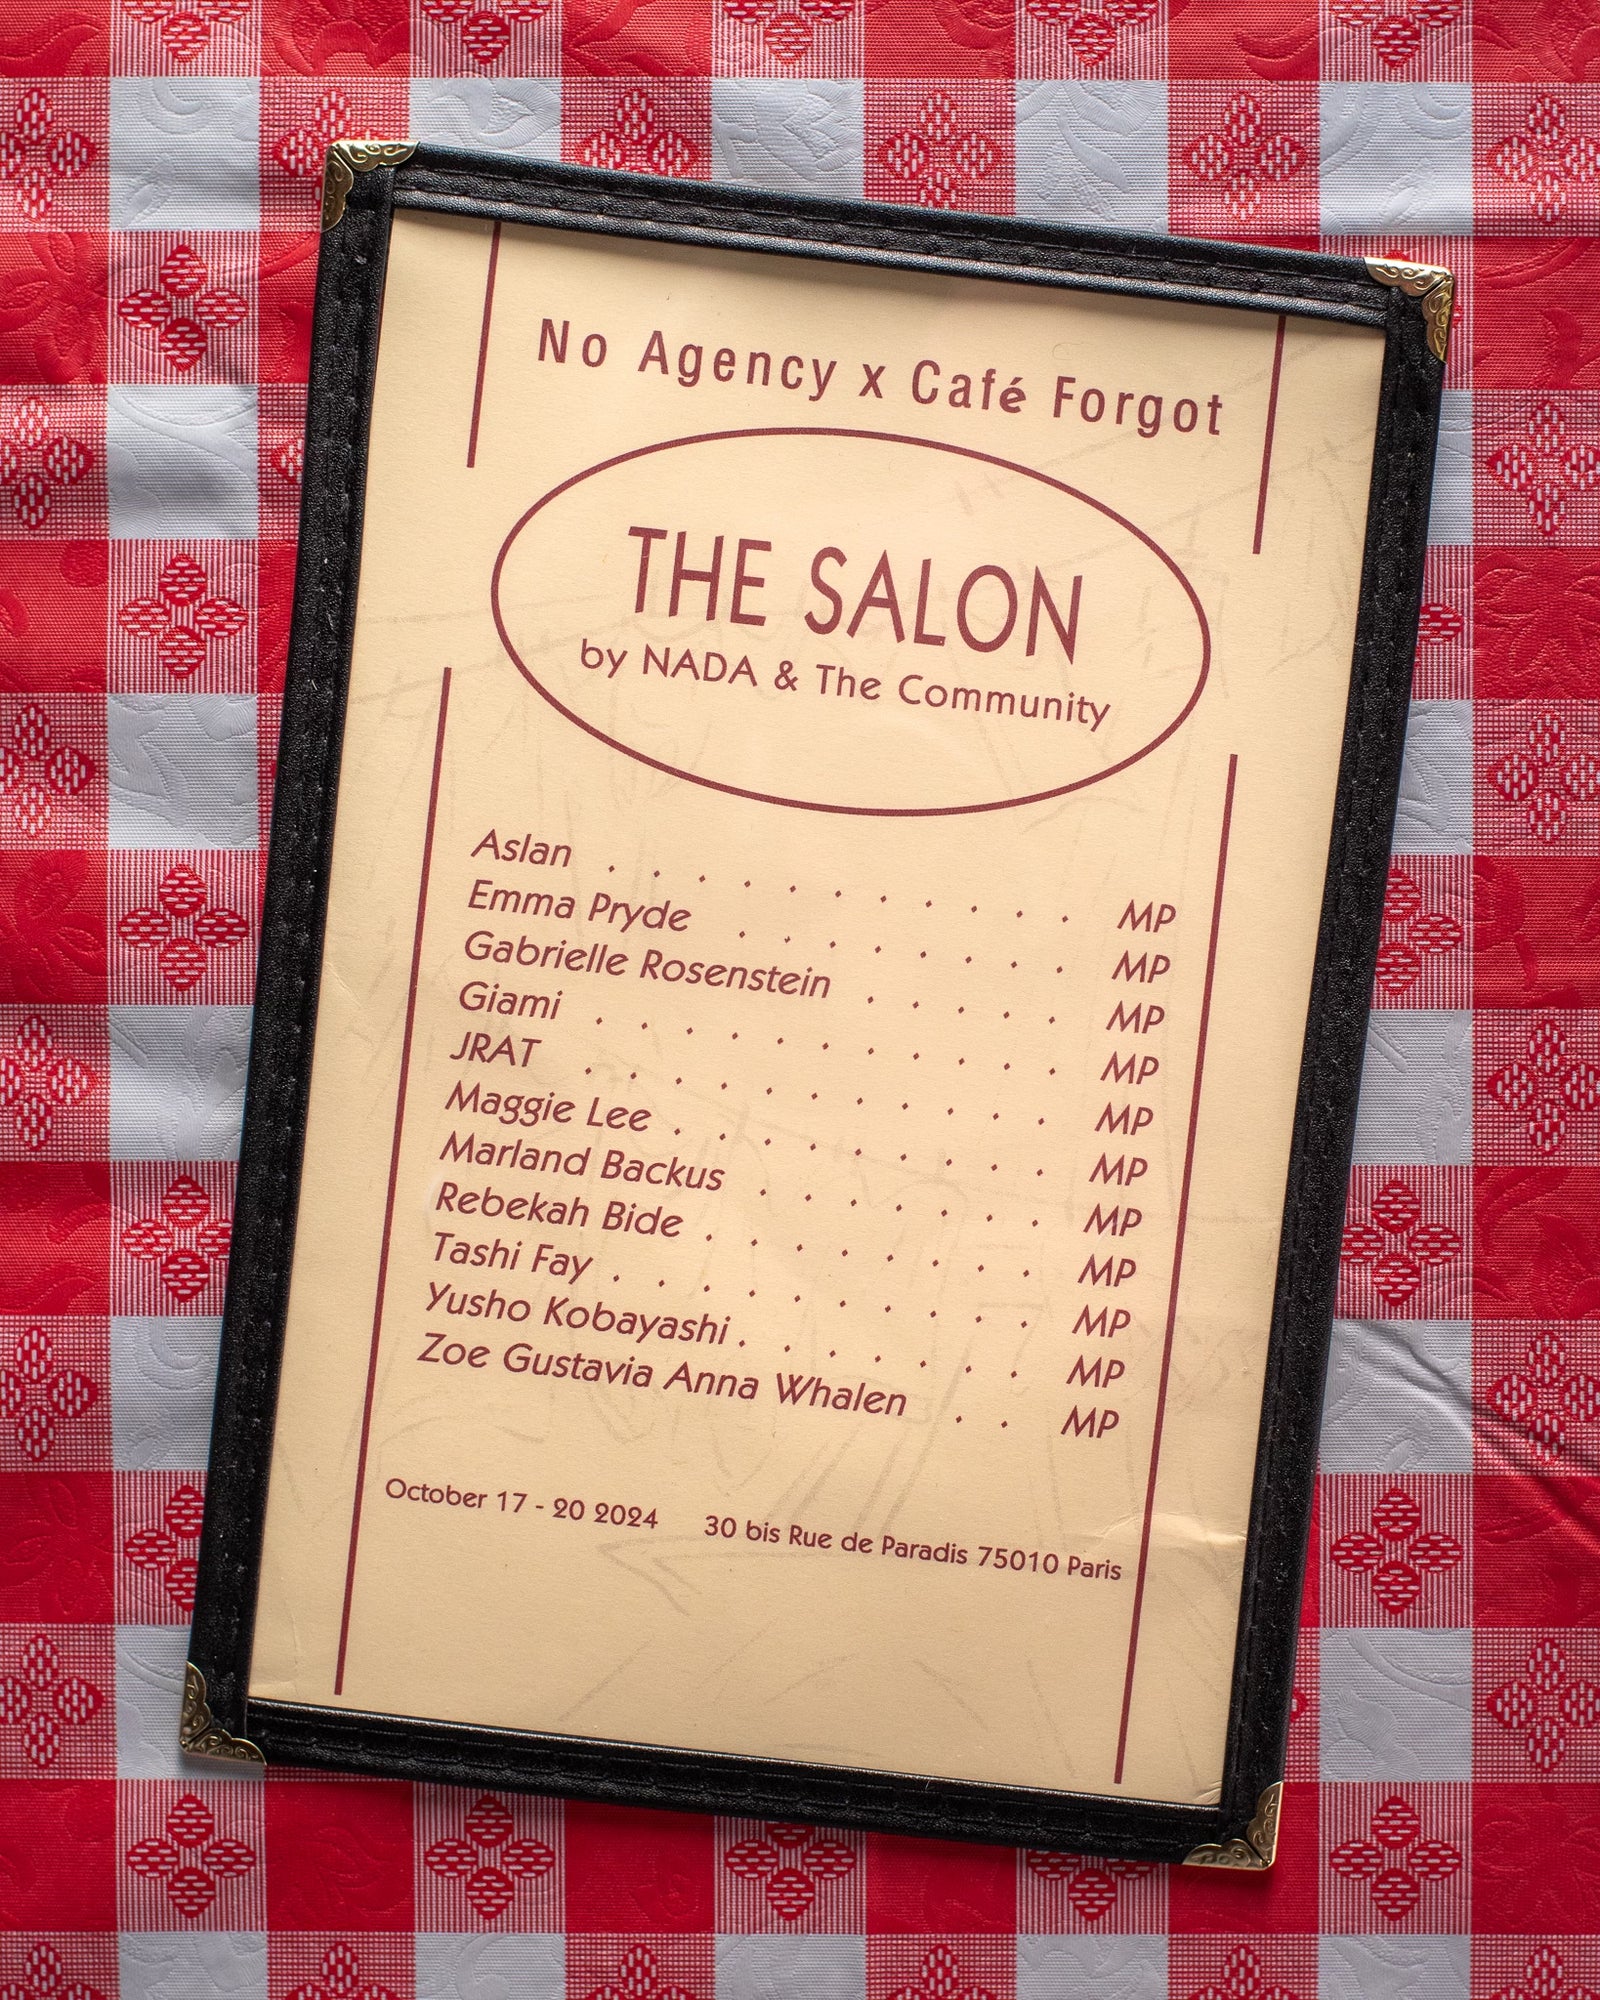 No Agency x Café Forgot
THE SALON
by NADA & The Community
Aslan . . . . . . . . . . . MP
Emma Pryde . . . . . . . . MP
Gabrielle Rosenstein . . . . . MP
Giami . . . . . . . . . . . MP
JRAT . . . . . . . . . . . MP
Maggie Lee . . . . . . . . . MP
Marland Backus . . . . . . . MP
Rebekah Bide . . . . . . . . MP
Tashi Fay . . . . . . . . . . MP
Yusho Kobayashi . . . . . . . MP
Zoe Gustavia Anna Whalen . . MP
October 17 - 20 2024 30 bis Rue de Paradis 75010 Paris